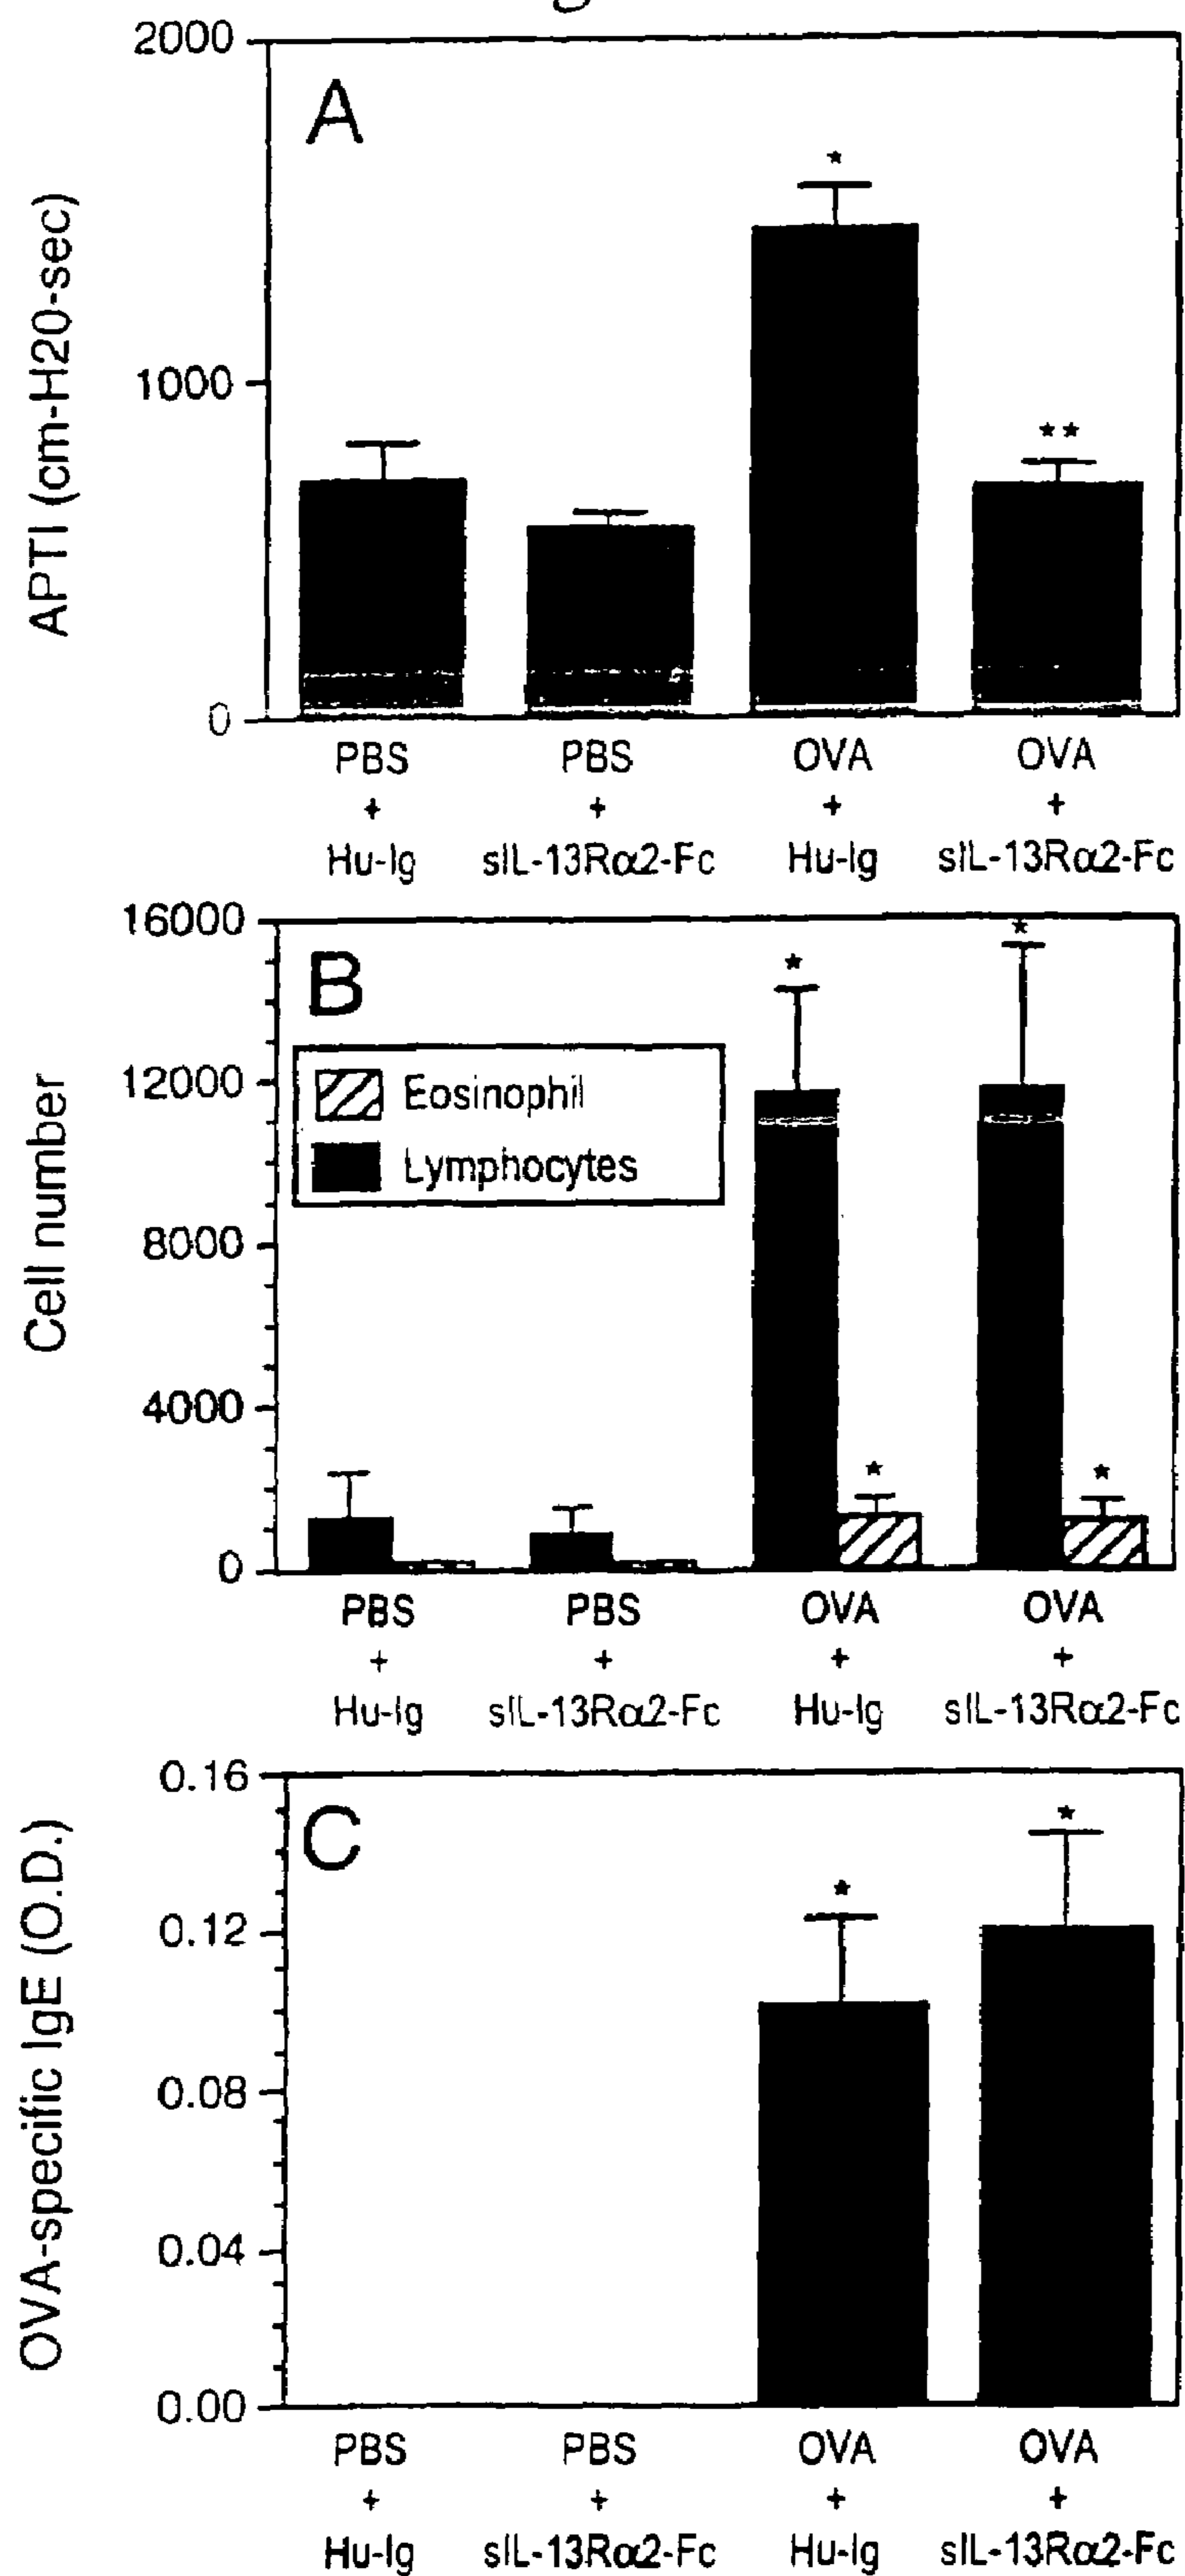 2000
A
*
APTI (cm-H20-sec)
1000
**
0
PBS PBS OVA OVA
+ + + +
Hu-Ig sIL-13Rα2-Fc Hu-Ig sIL-13Rα2-Fc
16000
B
* *
Eosinophil
Lymphocytes
12000
Cell number
8000
4000
* *
0
PBS PBS OVA OVA
+ + + +
Hu-Ig sIL-13Rα2-Fc Hu-Ig sIL-13Rα2-Fc
0.16
C
*
*
OVA-specific IgE (O.D.)
0.12
0.08
0.04
0.00
PBS PBS OVA OVA
+ + + +
Hu-Ig sIL-13Rα2-Fc Hu-Ig sIL-13Rα2-Fc